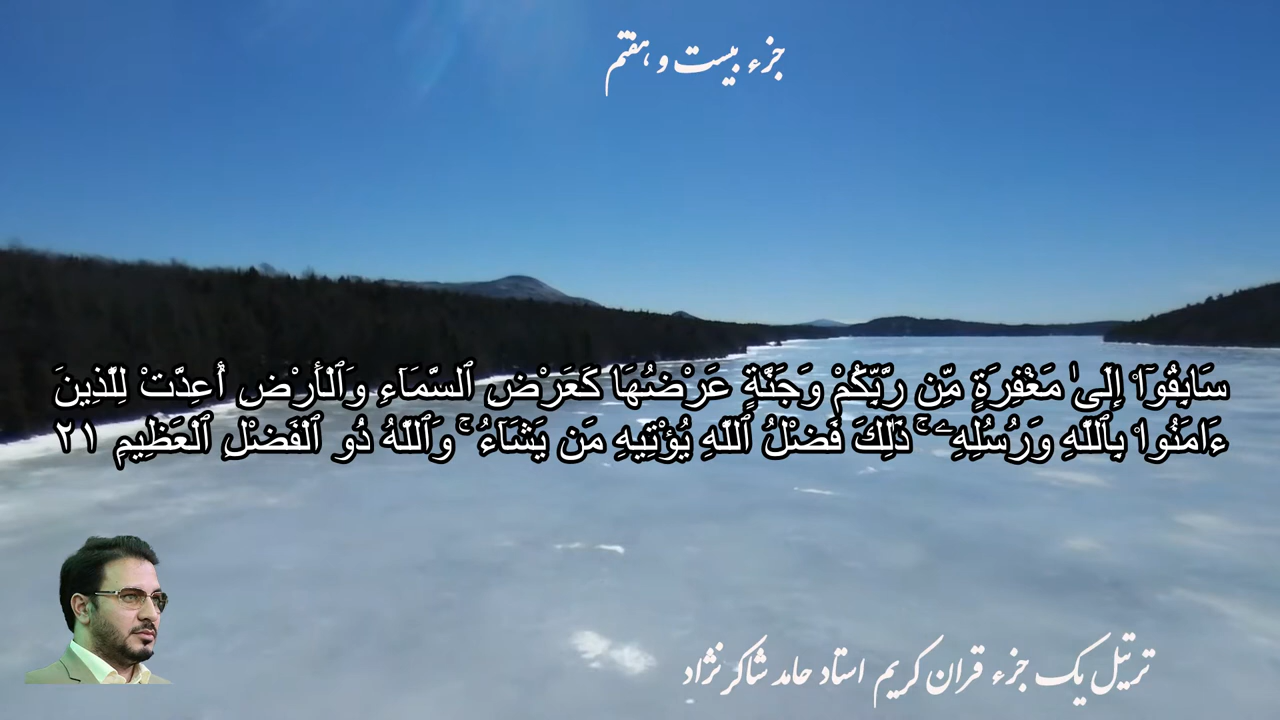 جزء بیست و هفتم
سَابِقُوٓا۟ إِلَىٰ مَغْفِرَةٍ مِّن رَّبِّكُمْ وَجَنَّةٍ عَرْضُهَا كَعَرْضِ ٱلسَّمَآءِ وَٱلْأَرْضِ أُعِدَّتْ لِلَّذِينَ
ءَامَنُوا۟ بِٱللَّهِ وَرُسُلِهِۦ ۚ ذَٰلِكَ فَضْلُ ٱللَّهِ يُؤْتِيهِ مَن يَشَآءُ ۚ وَٱللَّهُ ذُو ٱلْفَضْلِ ٱلْعَظِيمِ ٢١
ترتیل یک جزء قران کریم استاد حامد شاکرنژاد